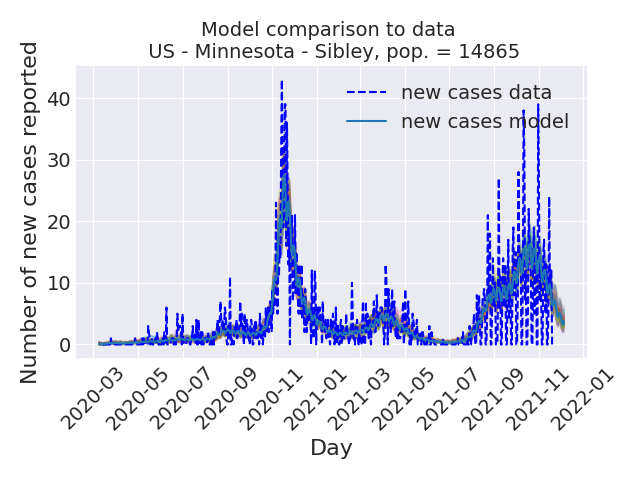 Model comparison to data
US - Minnesota - Sibley, pop. = 14865
Number of new cases reported
40
30
20
10
0
new cases data
new cases model
2020-03
2020-05
2020-07
2020-09
2020-11
2021-01
2021-03
2021-05
2021-07
2021-09
2021-11
2022-01
Day